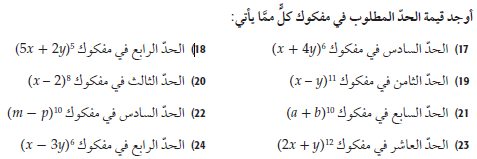 أوجد قيمة الحدّ المطلوب في مفكوك كلٍّ ممَّا يأتي:
17) الحدّ السادس في مفكوك (x + 4y)⁶
18) الحدّ الرابع في مفكوك (5x + 2y)⁵
19) الحدّ الثامن في مفكوك (x − y)¹¹
20) الحدّ الثالث في مفكوك (x − 2)⁸
21) الحدّ السابع في مفكوك (a + b)¹⁰
22) الحدّ السادس في مفكوك (m − p)¹⁰
23) الحدّ العاشر في مفكوك (2x + y)¹²
24) الحدّ الرابع في مفكوك (x − 3y)⁶